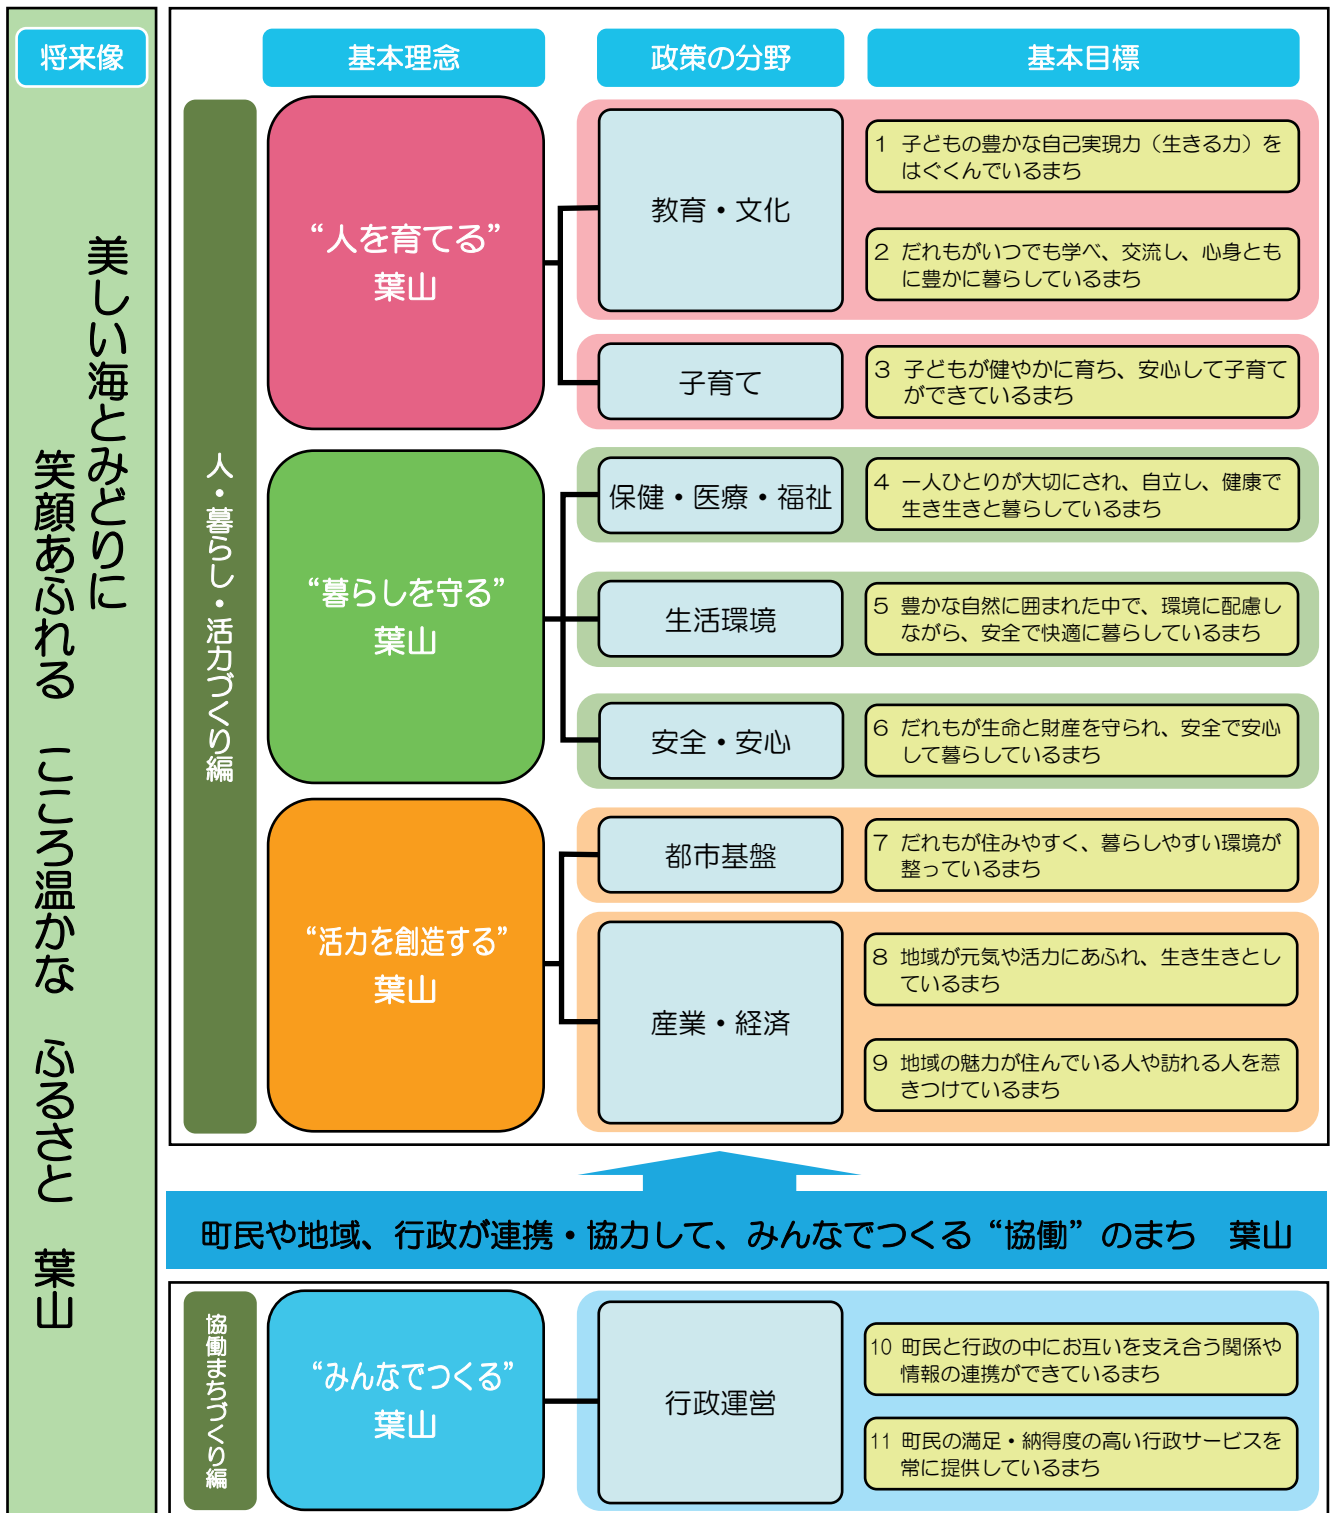 将来像
美しい海とみどりに
笑顔あふれる　こころ温かな　ふるさと　葉山
基本理念
政策の分野
基本目標
人・暮らし・活力づくり編
“人を育てる”
葉山
教育・文化
1 子どもの豊かな自己実現力（生きる力）を
はぐくんでいるまち
2 だれもがいつでも学べ、交流し、心身とも
に豊かに暮らしているまち
子育て
3 子どもが健やかに育ち、安心して子育て
ができているまち
“暮らしを守る”
葉山
保健・医療・福祉
4 一人ひとりが大切にされ、自立し、健康で
生き生きと暮らしているまち
生活環境
5 豊かな自然に囲まれた中で、環境に配慮し
ながら、安全で快適に暮らしているまち
安全・安心
6 だれもが生命と財産を守られ、安全で安心
して暮らしているまち
“活力を創造する”
葉山
都市基盤
7 だれもが住みやすく、暮らしやすい環境が
整っているまち
産業・経済
8 地域が元気や活力にあふれ、生き生きとし
ているまち
9 地域の魅力が住んでいる人や訪れる人を惹
きつけているまち
町民や地域、行政が連携・協力して、みんなでつくる“協働”のまち　葉山
協働まちづくり編
“みんなでつくる”
葉山
行政運営
10 町民と行政の中にお互いを支え合う関係や
情報の連携ができているまち
11 町民の満足・納得度の高い行政サービスを
常に提供しているまち